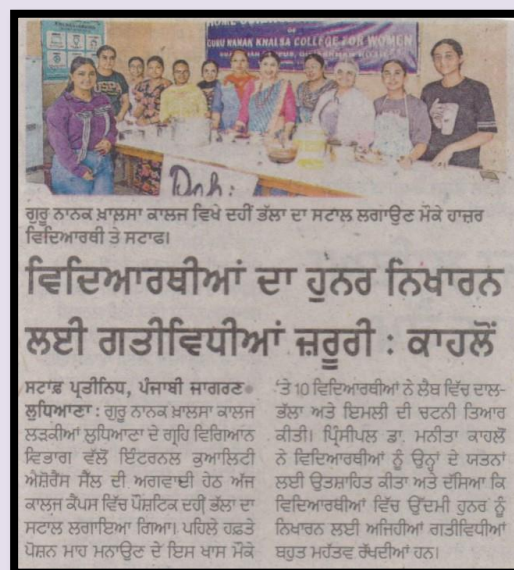 GURU NANAK KHALSA COLLEGE FOR WOMEN
ਗੁਰੂ ਨਾਨਕ ਖ਼ਾਲਸਾ ਕਾਲਜ ਵਿਖੇ ਦਹੀਂ ਭੱਲਾ ਦਾ ਸਟਾਲ ਲਗਾਉਣ ਮੌਕੇ ਹਾਜ਼ਰ
ਵਿਦਿਆਰਥੀ ਤੇ ਸਟਾਫ।
ਵਿਦਿਆਰਥੀਆਂ ਦਾ ਹੁਨਰ ਨਿਖਾਰਨ
ਲਈ ਗਤੀਵਿਧੀਆਂ ਜ਼ਰੂਰੀ : ਕਾਹਲੋਂ
ਸਟਾਫ਼ ਪ੍ਰਤੀਨਿਧ, ਪੰਜਾਬੀ ਜਾਗਰਣ
ਲੁਧਿਆਣਾ : ਗੁਰੂ ਨਾਨਕ ਖ਼ਾਲਸਾ ਕਾਲਜ
ਲੜਕੀਆਂ ਲੁਧਿਆਣਾ ਦੇ ਗ੍ਰਹਿ ਵਿਗਿਆਨ
ਵਿਭਾਗ ਵੱਲੋਂ ਇੰਟਰਨਲ ਕੁਆਲਿਟੀ
ਐਸ਼ੋਰੈਂਸ ਸੈੱਲ ਦੀ ਅਗਵਾਈ ਹੇਠ ਅੱਜ
ਕਾਲਜ ਕੈਂਪਸ ਵਿੱਚ ਪੌਸ਼ਟਿਕ ਦਹੀਂ ਭੱਲਾ ਦਾ
ਸਟਾਲ ਲਗਾਇਆ ਗਿਆ। ਪਹਿਲੇ ਹਫ਼ਤੇ
ਪੋਸ਼ਨ ਮਾਹ ਮਨਾਉਣ ਦੇ ਇਸ ਖਾਸ ਮੌਕੇ
'ਤੇ 10 ਵਿਦਿਆਰਥੀਆਂ ਨੇ ਲੈਬ ਵਿੱਚ ਦਾਲ-
ਭੱਲਾ ਅਤੇ ਇਮਲੀ ਦੀ ਚਟਨੀ ਤਿਆਰ
ਕੀਤੀ। ਪ੍ਰਿੰਸੀਪਲ ਡਾ. ਮਨੀਤਾ ਕਾਹਲੋਂ
ਨੇ ਵਿਦਿਆਰਥੀਆਂ ਨੂੰ ਉਨ੍ਹਾਂ ਦੇ ਯਤਨਾਂ
ਲਈ ਉਤਸ਼ਾਹਿਤ ਕੀਤਾ ਅਤੇ ਦੱਸਿਆ ਕਿ
ਵਿਦਿਆਰਥੀਆਂ ਵਿੱਚ ਉੱਦਮੀ ਹੁਨਰ ਨੂੰ
ਨਿਖਾਰਨ ਲਈ ਅਜਿਹੀਆਂ ਗਤੀਵਿਧੀਆਂ
ਬਹੁਤ ਮਹੱਤਵ ਰੱਖਦੀਆਂ ਹਨ।